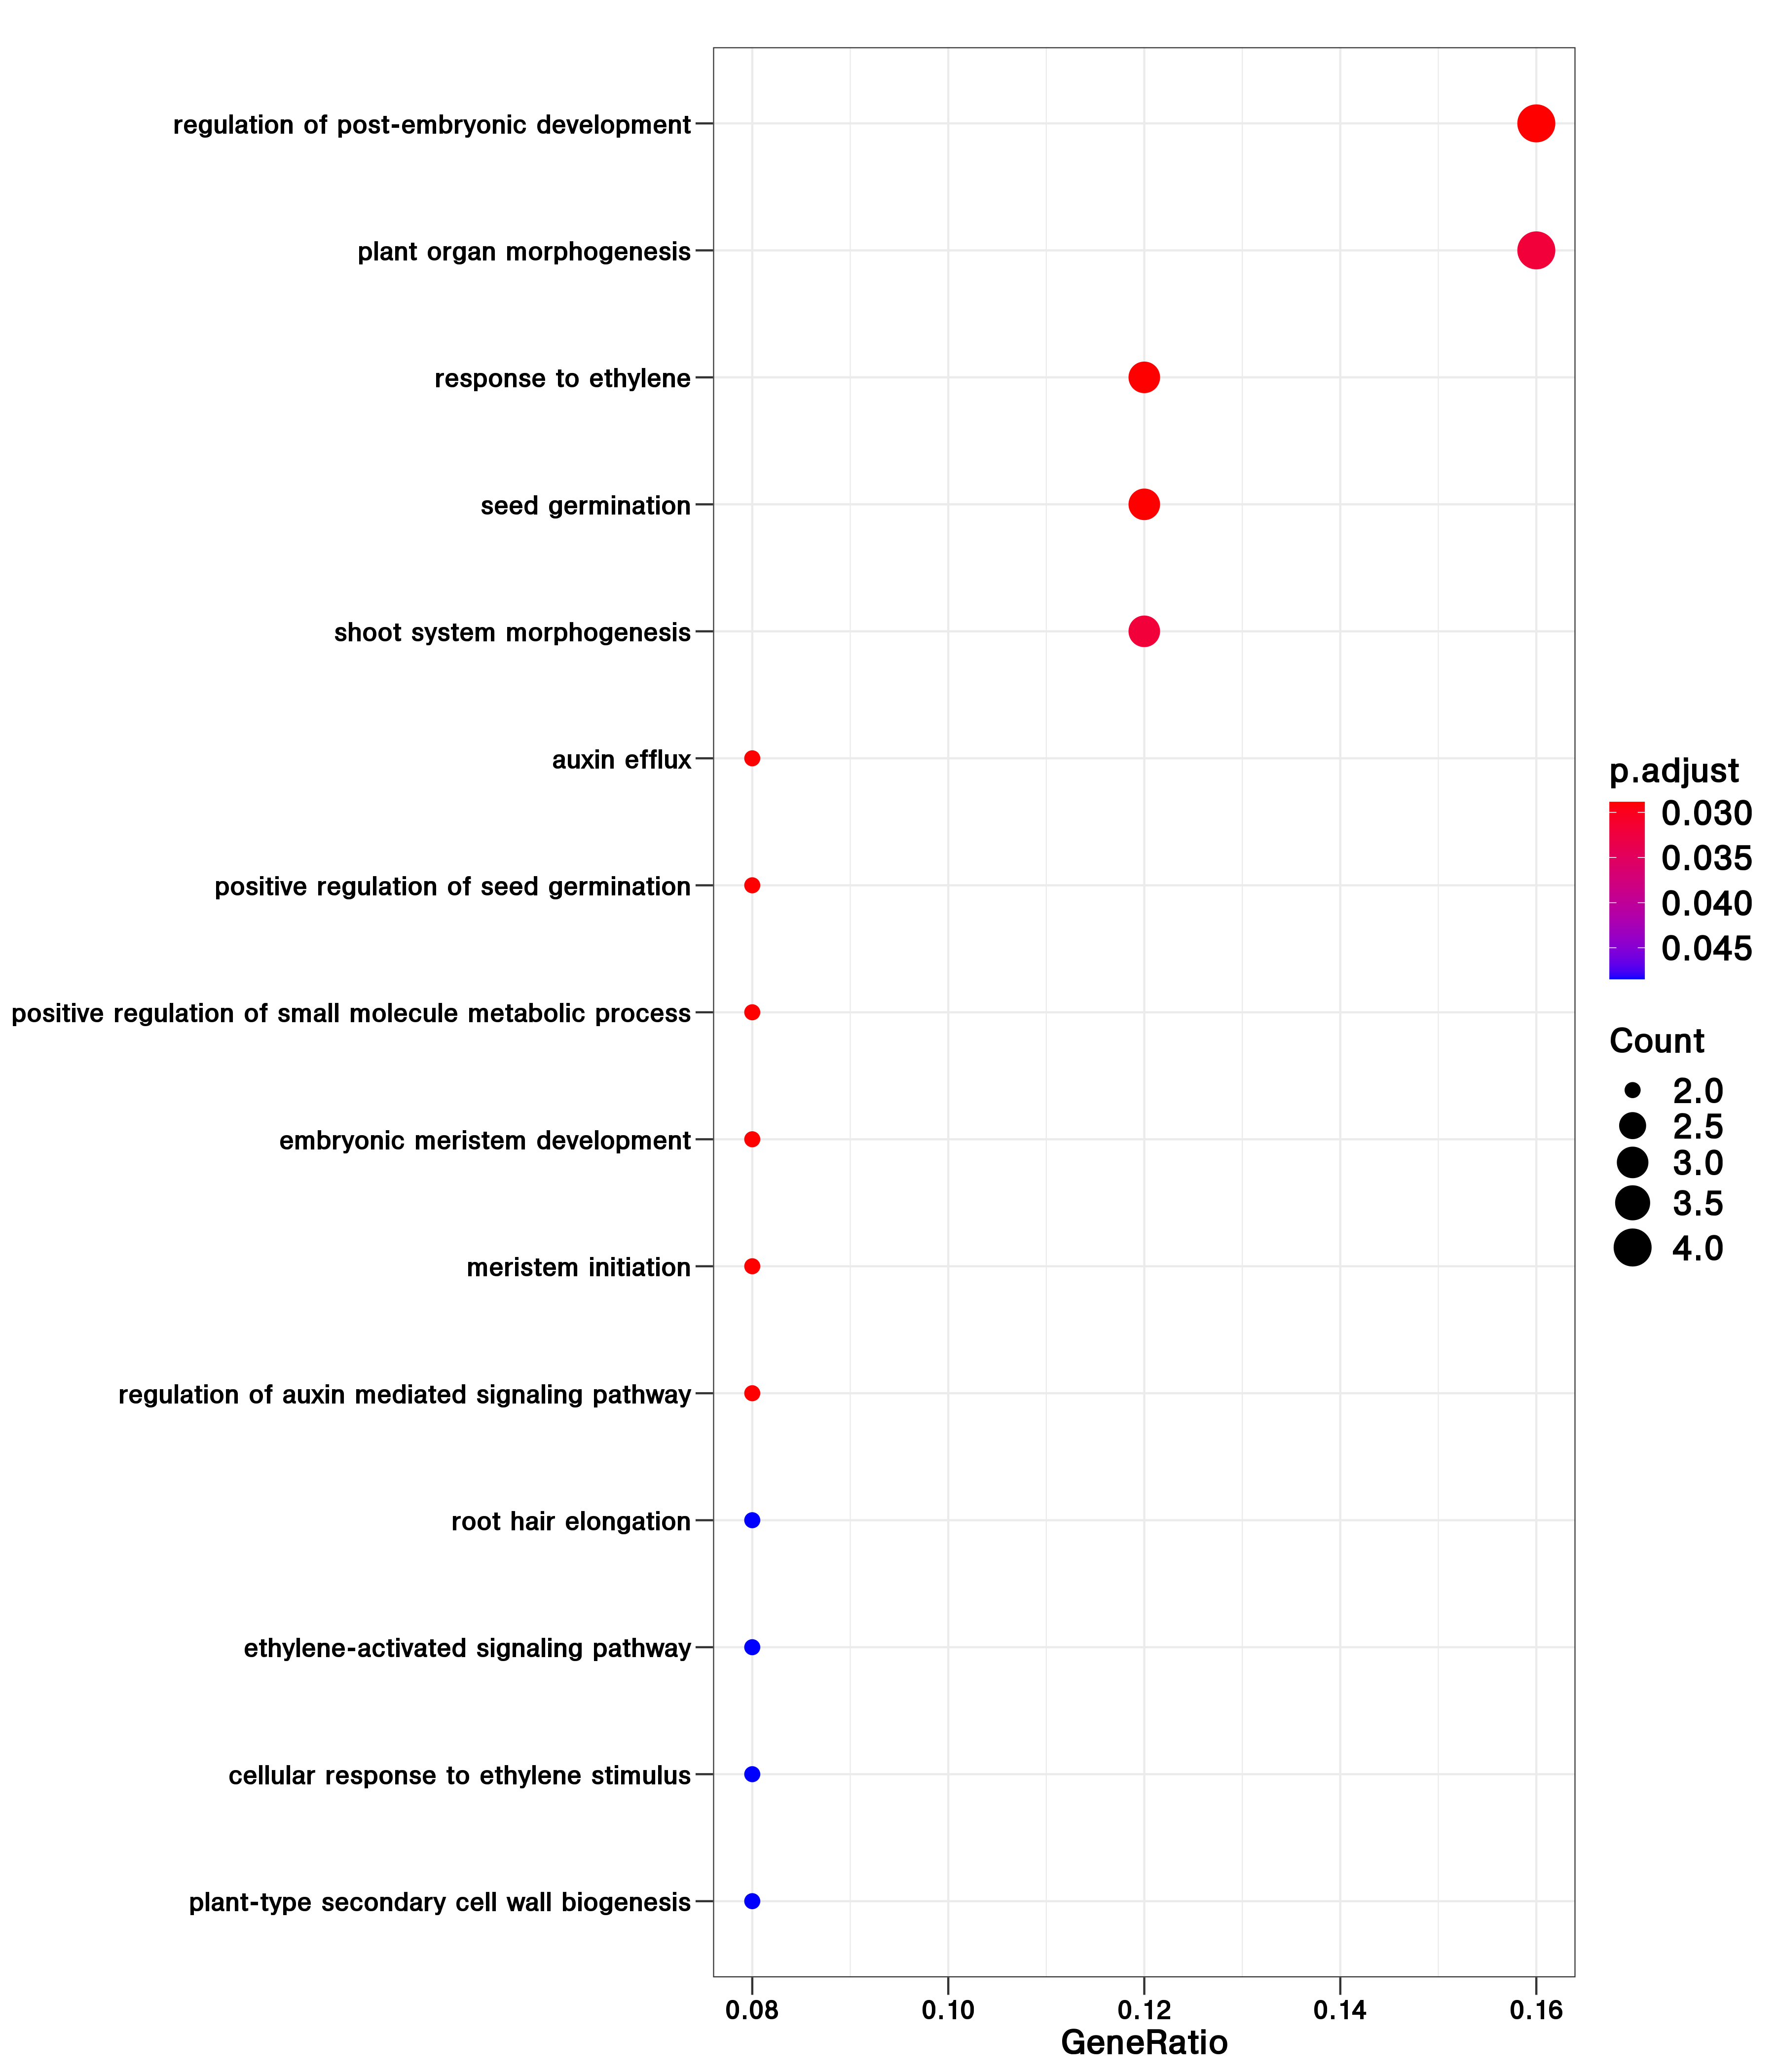 regulation of post-embryonic development
plant organ morphogenesis
response to ethylene
seed germination
shoot system morphogenesis
auxin efflux
positive regulation of seed germination
positive regulation of small molecule metabolic process
embryonic meristem development
meristem initiation
regulation of auxin mediated signaling pathway
root hair elongation
ethylene-activated signaling pathway
cellular response to ethylene stimulus
plant-type secondary cell wall biogenesis
0.08 0.10 0.12 0.14 0.16
GeneRatio
p.adjust
0.030
0.035
0.040
0.045
Count
2.0
2.5
3.0
3.5
4.0